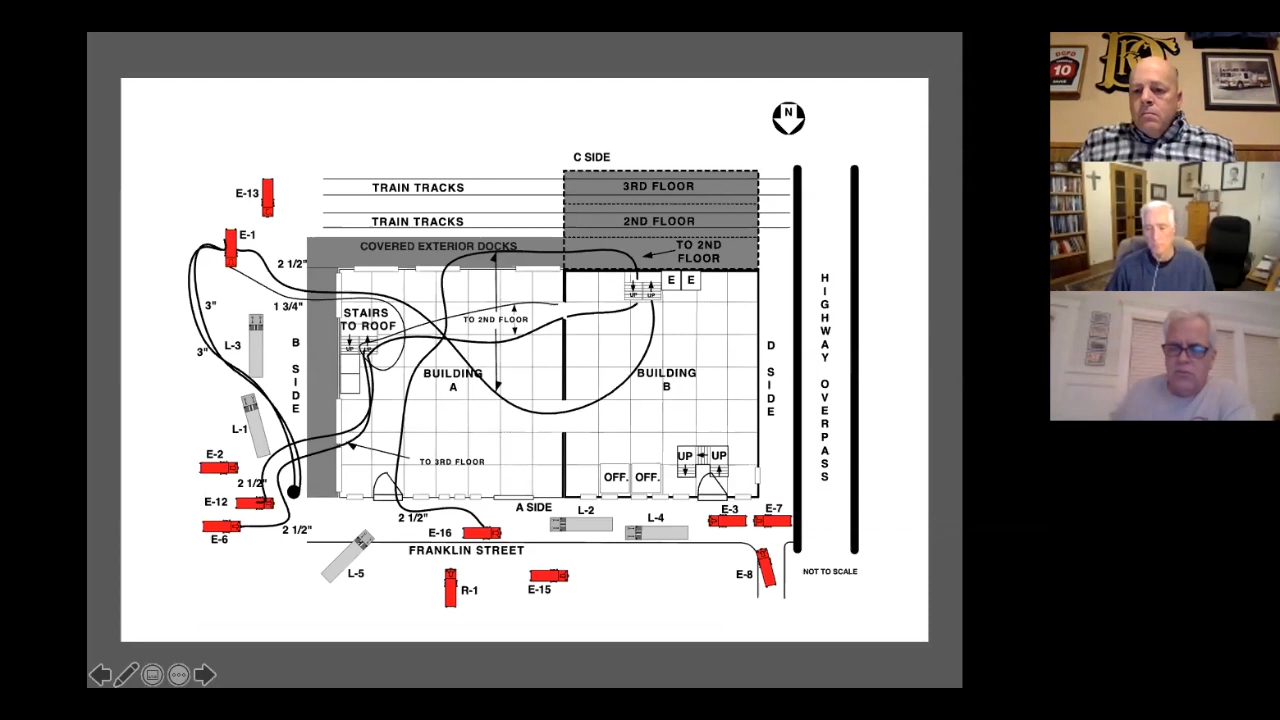 N
C SIDE
E-13
TRAIN TRACKS
3RD FLOOR
TRAIN TRACKS
2ND FLOOR
E-1
COVERED EXTERIOR DOCKS
TO 2ND
FLOOR
2 1/2"
E E
3"
1 3/4"
STAIRS
TO ROOF
UP UP
TO 2ND FLOOR
HIGHWAY OVERPASS
L-3
3"
B SIDE
D SIDE
BUILDING
A
BUILDING
B
L-1
E-2
TO 3RD FLOOR
UP UP
2 1/2"
OFF. OFF.
E-12
A SIDE
2 1/2"
L-2
L-4
E-3
E-7
E-6
2 1/2"
E-16
FRANKLIN STREET
L-5
R-1
E-15
E-8
NOT TO SCALE
10